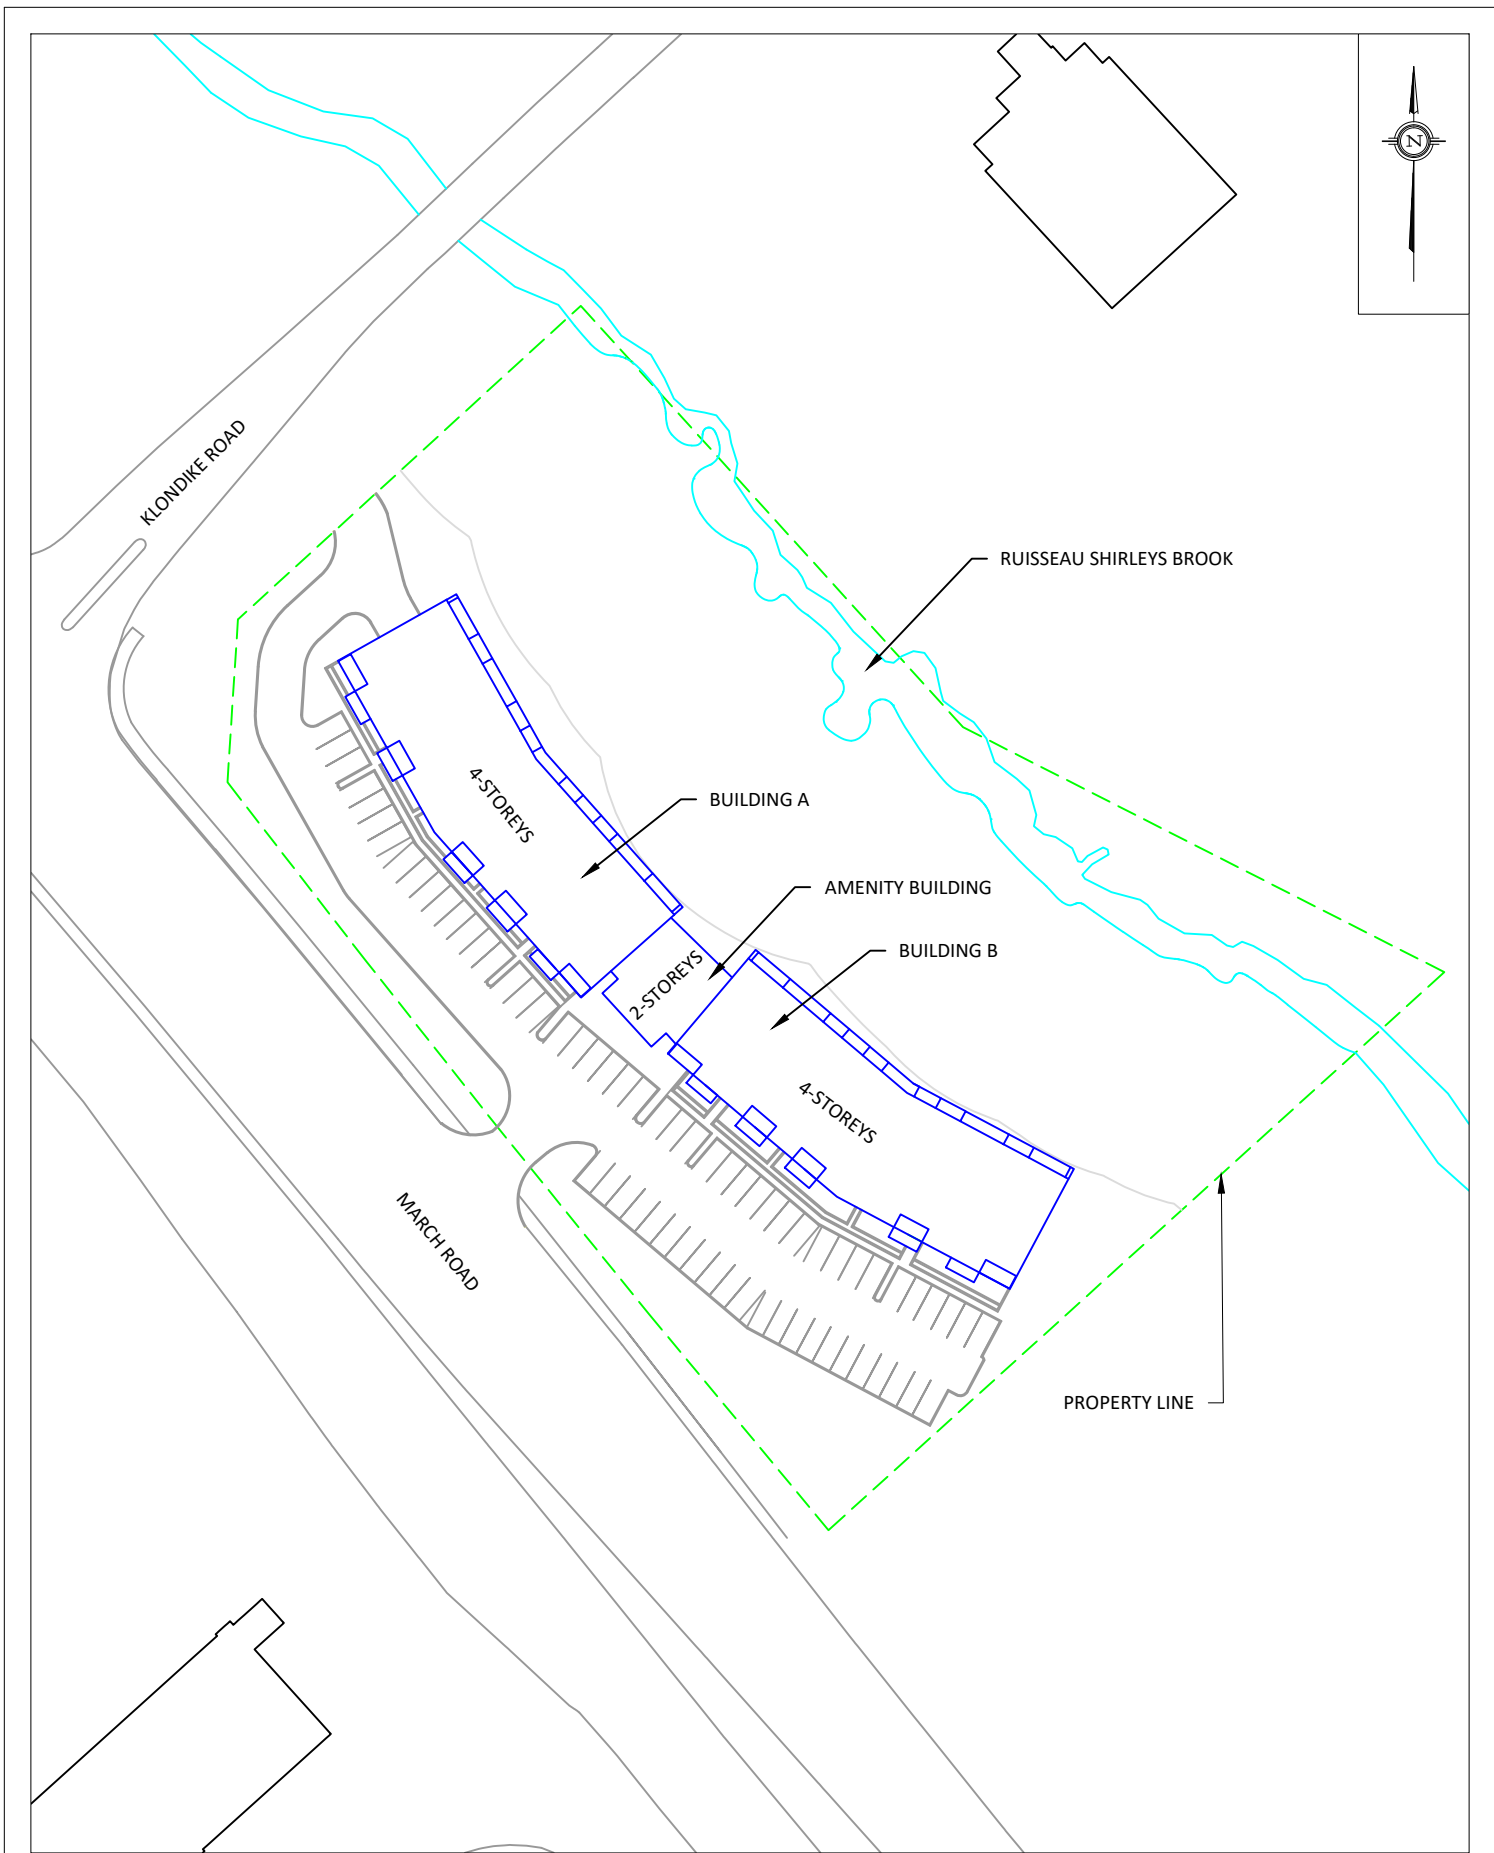 N
KLONDIKE ROAD
RUISSEAU SHIRLEYS BROOK
4-STOREYS
BUILDING A
AMENITY BUILDING
2-STOREYS
BUILDING B
4-STOREYS
MARCH ROAD
PROPERTY LINE